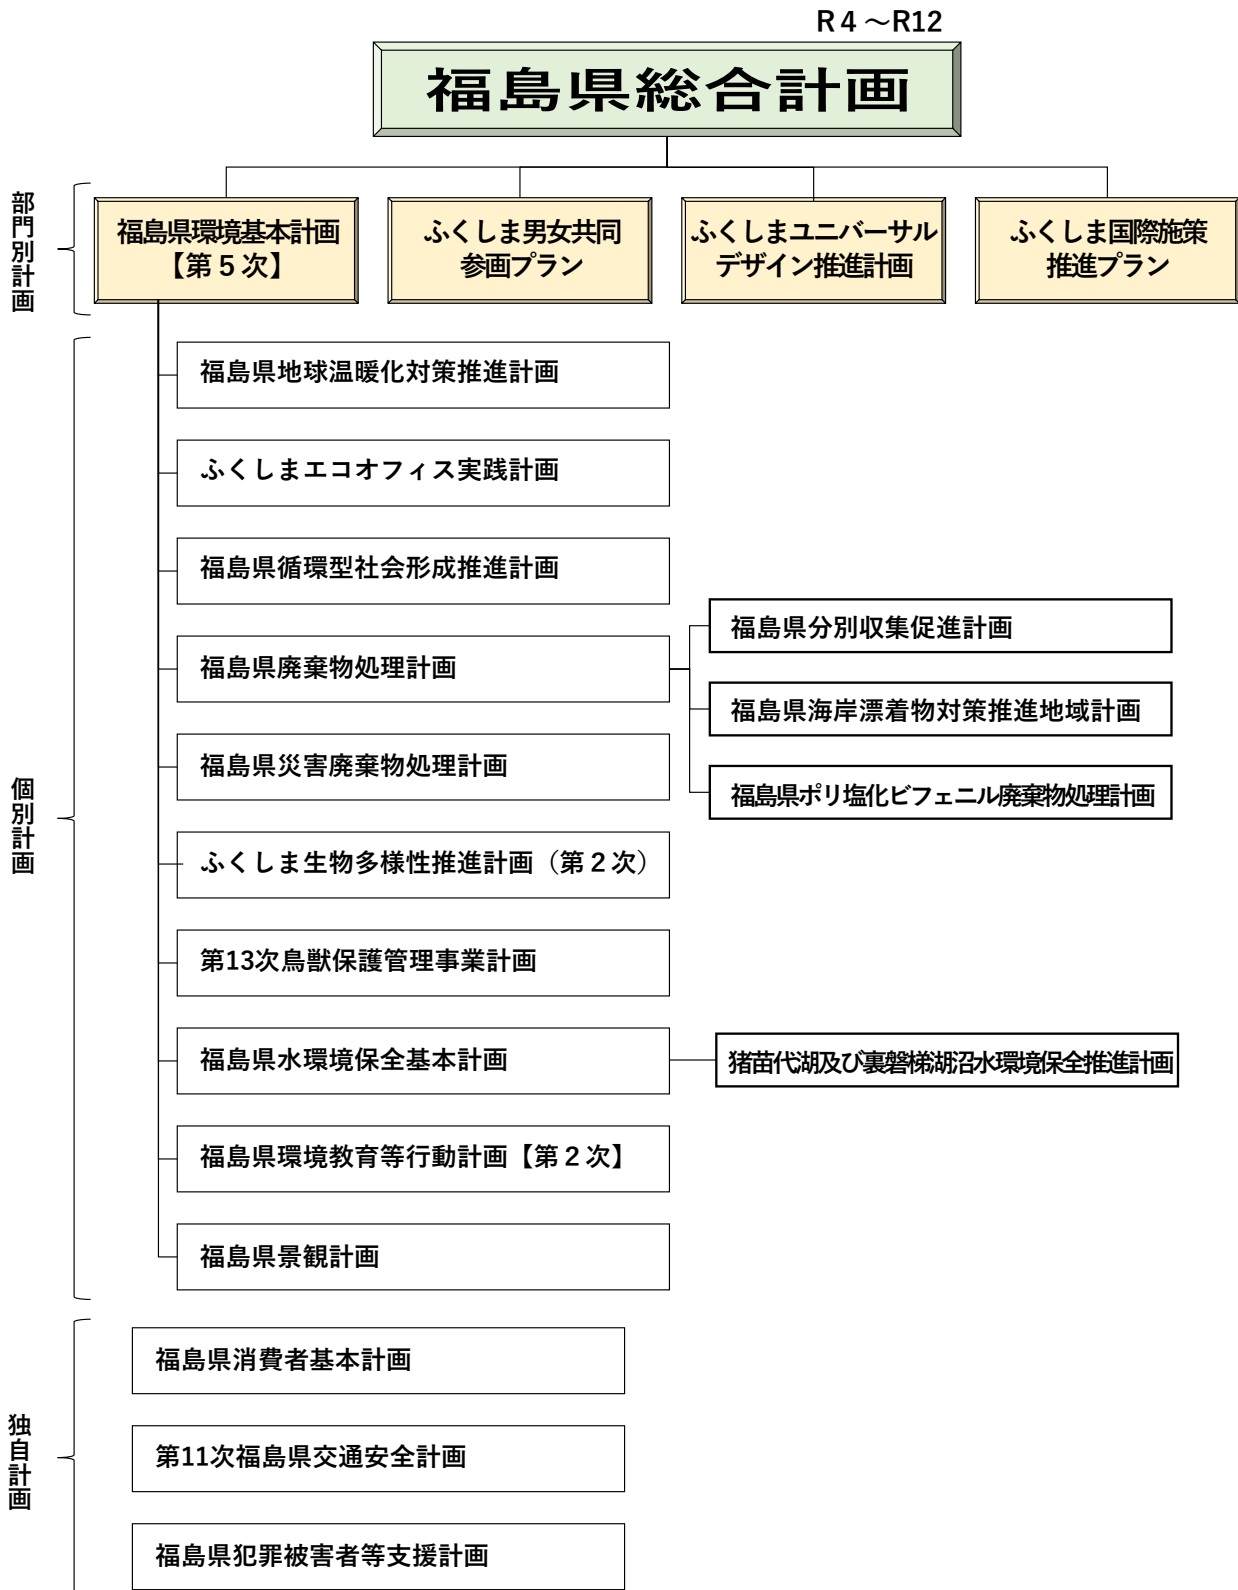 R４～R12
福島県総合計画
部門別計画
福島県環境基本計画
【第５次】
ふくしま男女共同
参画プラン
ふくしまユニバーサル
デザイン推進計画
ふくしま国際施策
推進プラン
個別計画
福島県地球温暖化対策推進計画
ふくしまエコオフィス実践計画
福島県循環型社会形成推進計画
福島県廃棄物処理計画
福島県分別収集促進計画
福島県海岸漂着物対策推進地域計画
福島県ポリ塩化ビフェニル廃棄物処理計画
福島県災害廃棄物処理計画
ふくしま生物多様性推進計画（第２次）
第13次鳥獣保護管理事業計画
福島県水環境保全基本計画
猪苗代湖及び裏磐梯湖沼水環境保全推進計画
福島県環境教育等行動計画【第２次】
福島県景観計画
独自計画
福島県消費者基本計画
第11次福島県交通安全計画
福島県犯罪被害者等支援計画